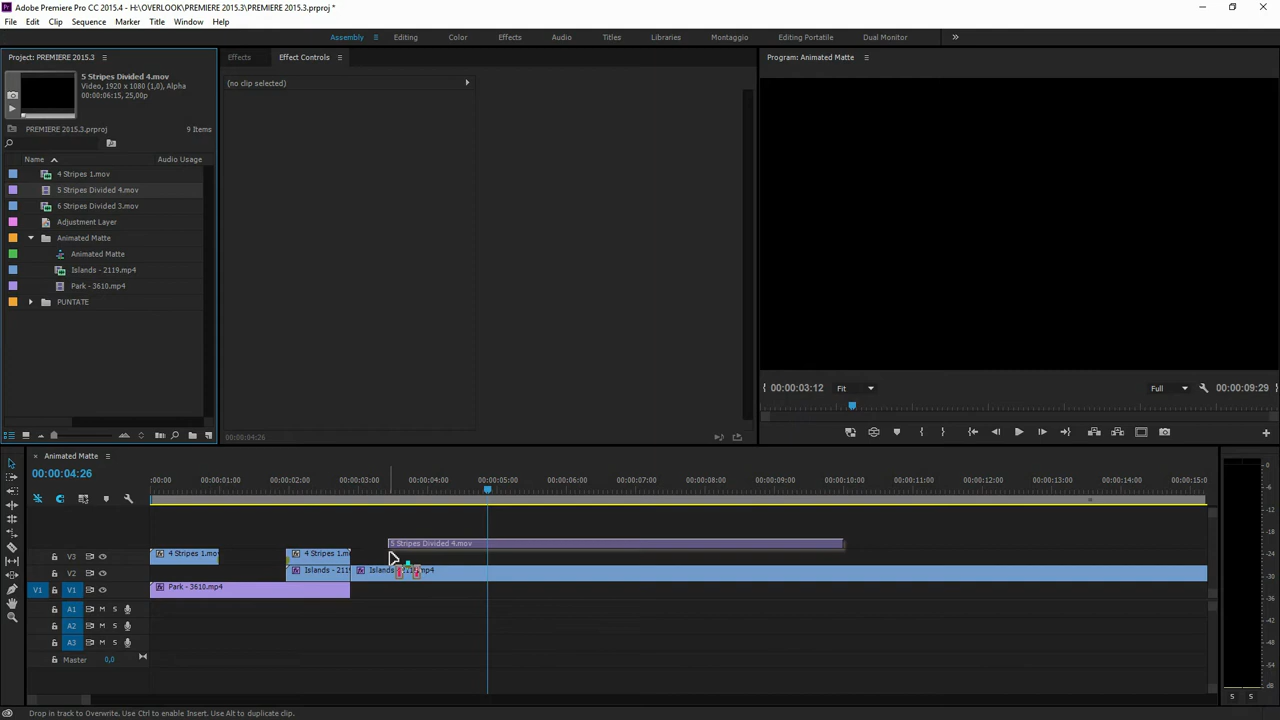 Adobe Premiere Pro CC 2015.4 - H:\OVERLOOK\PREMIERE 2015.3\PREMIERE 2015.3.prproj *
File Edit Clip Sequence Marker Title Window Help
Assembly Editing Color Effects Audio Titles Libraries Montaggio Editing Portatile Dual Monitor
Project: PREMIERE 2015.3
5 Stripes Divided 4.mov
Video, 1920 x 1080 (1,0), Alpha
00:00:06:15, 25,00p
PREMIERE 2015.3.prproj
9 Items
Name
Audio Usage
4 Stripes 1.mov
5 Stripes Divided 4.mov
6 Stripes Divided 3.mov
Adjustment Layer
Animated Matte
Animated Matte
Islands - 2119.mp4
Park - 3610.mp4
PUNTATE
Effects Effect Controls
(no clip selected)
00:00:04:26
Program: Animated Matte
00:00:03:12 Fit Full 00:00:09:29
Animated Matte
00:00:04:26
:00:00 00:00:01:00 00:00:02:00 00:00:03:00 00:00:04:00 00:00:05:00 00:00:06:00 00:00:07:00 00:00:08:00 00:00:09:00 00:00:10:00 00:00:11:00 00:00:12:00 00:00:13:00 00:00:14:00 00:00:15:0
5 Stripes Divided 4.mov
V3 4 Stripes 1.mo 4 Stripes 1.m
V2 Islands - 211 Islands
mp4
V1 V1 Park - 3610.mp4
A1 M S
A2 M S
A3 M S
Master 0,0
0
-6
-12
-18
-24
-30
-36
-42
-48
-54
dB
S S
Drop in track to Overwrite. Use Ctrl to enable Insert. Use Alt to duplicate clip.